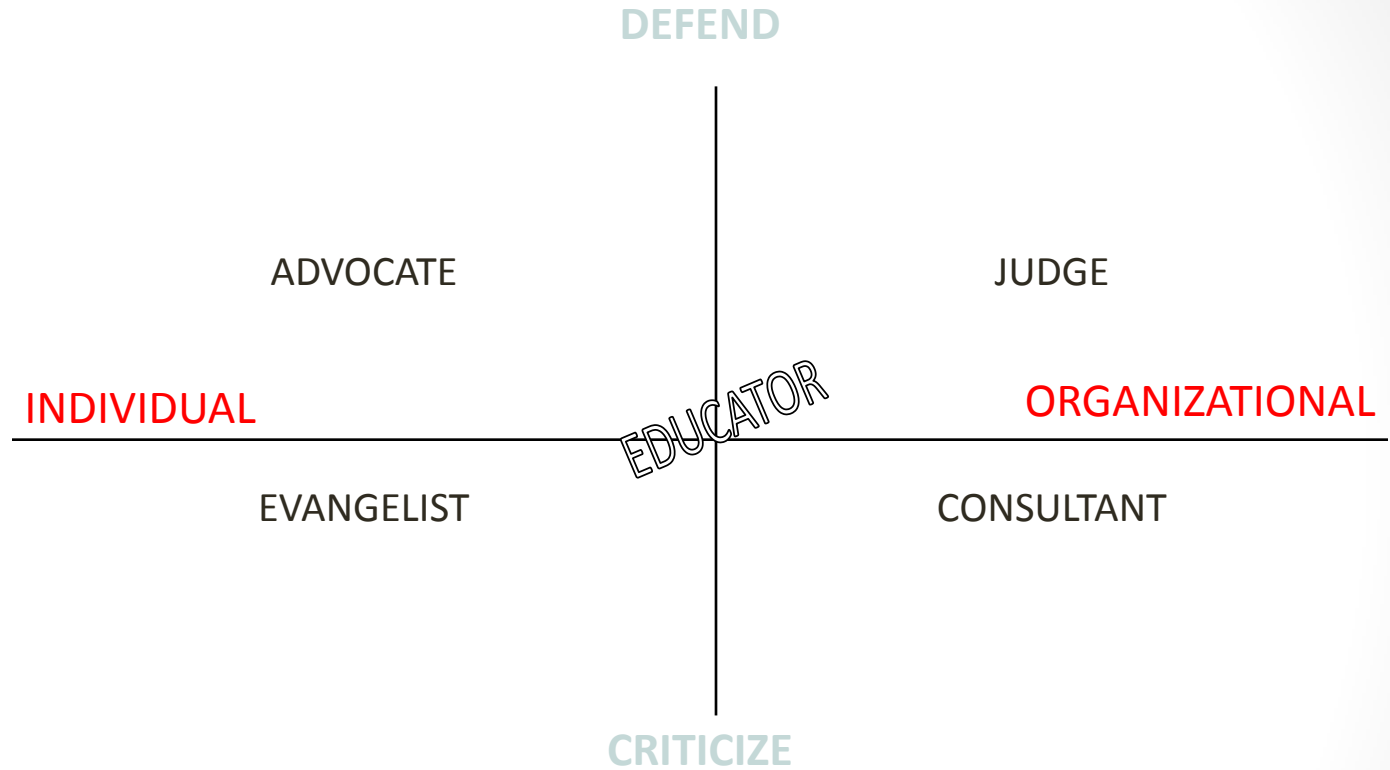 DEFEND
ADVOCATE
JUDGE
INDIVIDUAL
ORGANIZATIONAL
EDUCATOR
EVANGELIST
CONSULTANT
CRITICIZE